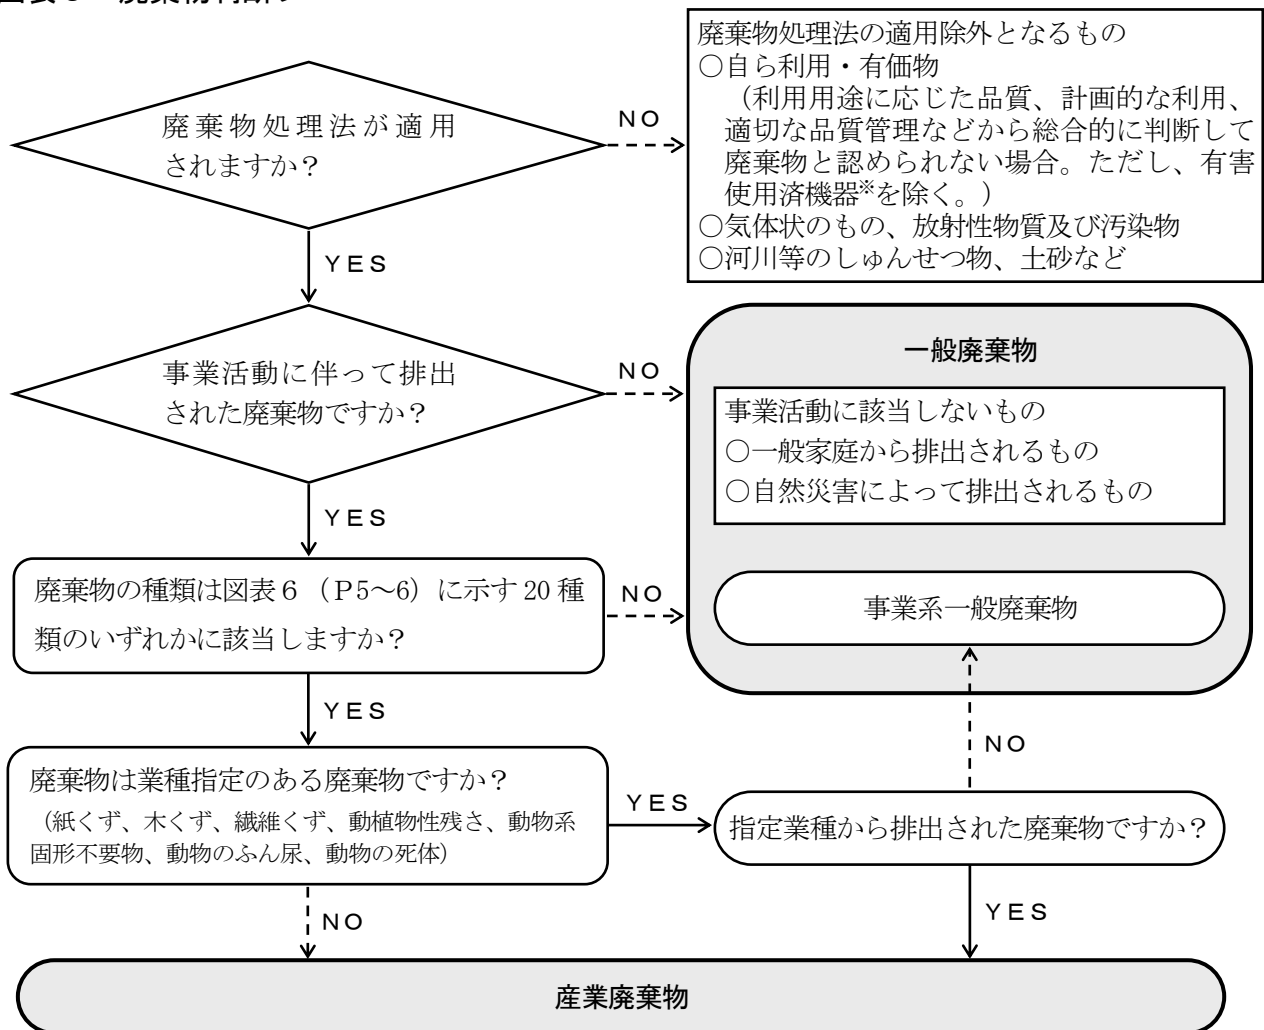 廃棄物処理法が適用
されますか？
NO
廃棄物処理法の適用除外となるもの
○自ら利用・有価物
（利用用途に応じた品質、計画的な利用、
適切な品質管理などから総合的に判断して
廃棄物と認められない場合。ただし、有害
使用済機器※を除く。）
○気体状のもの、放射性物質及び汚染物
○河川等のしゅんせつ物、土砂など
YES
事業活動に伴って排出
された廃棄物ですか？
NO
一般廃棄物
事業活動に該当しないもの
○一般家庭から排出されるもの
○自然災害によって排出されるもの
YES
廃棄物の種類は図表６（P5～6）に示す20種
類のいずれかに該当しますか？
NO
事業系一般廃棄物
YES
廃棄物は業種指定のある廃棄物ですか？
（紙くず、木くず、繊維くず、動植物性残さ、動物系
固形不要物、動物のふん尿、動物の死体）
YES
NO
指定業種から排出された廃棄物ですか？
NO
YES
産業廃棄物